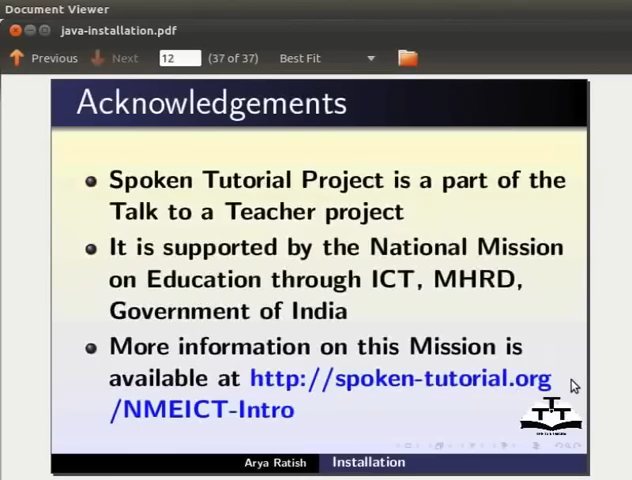 Document Viewer
java-installation.pdf
Previous Next 12 (37 of 37) Best Fit
Acknowledgements
Spoken Tutorial Project is a part of the
Talk to a Teacher project
It is supported by the National Mission
on Education through ICT, MHRD,
Government of India
More information on this Mission is
available at http://spoken-tutorial.org
/NMEICT-Intro
Arya Ratish Installation